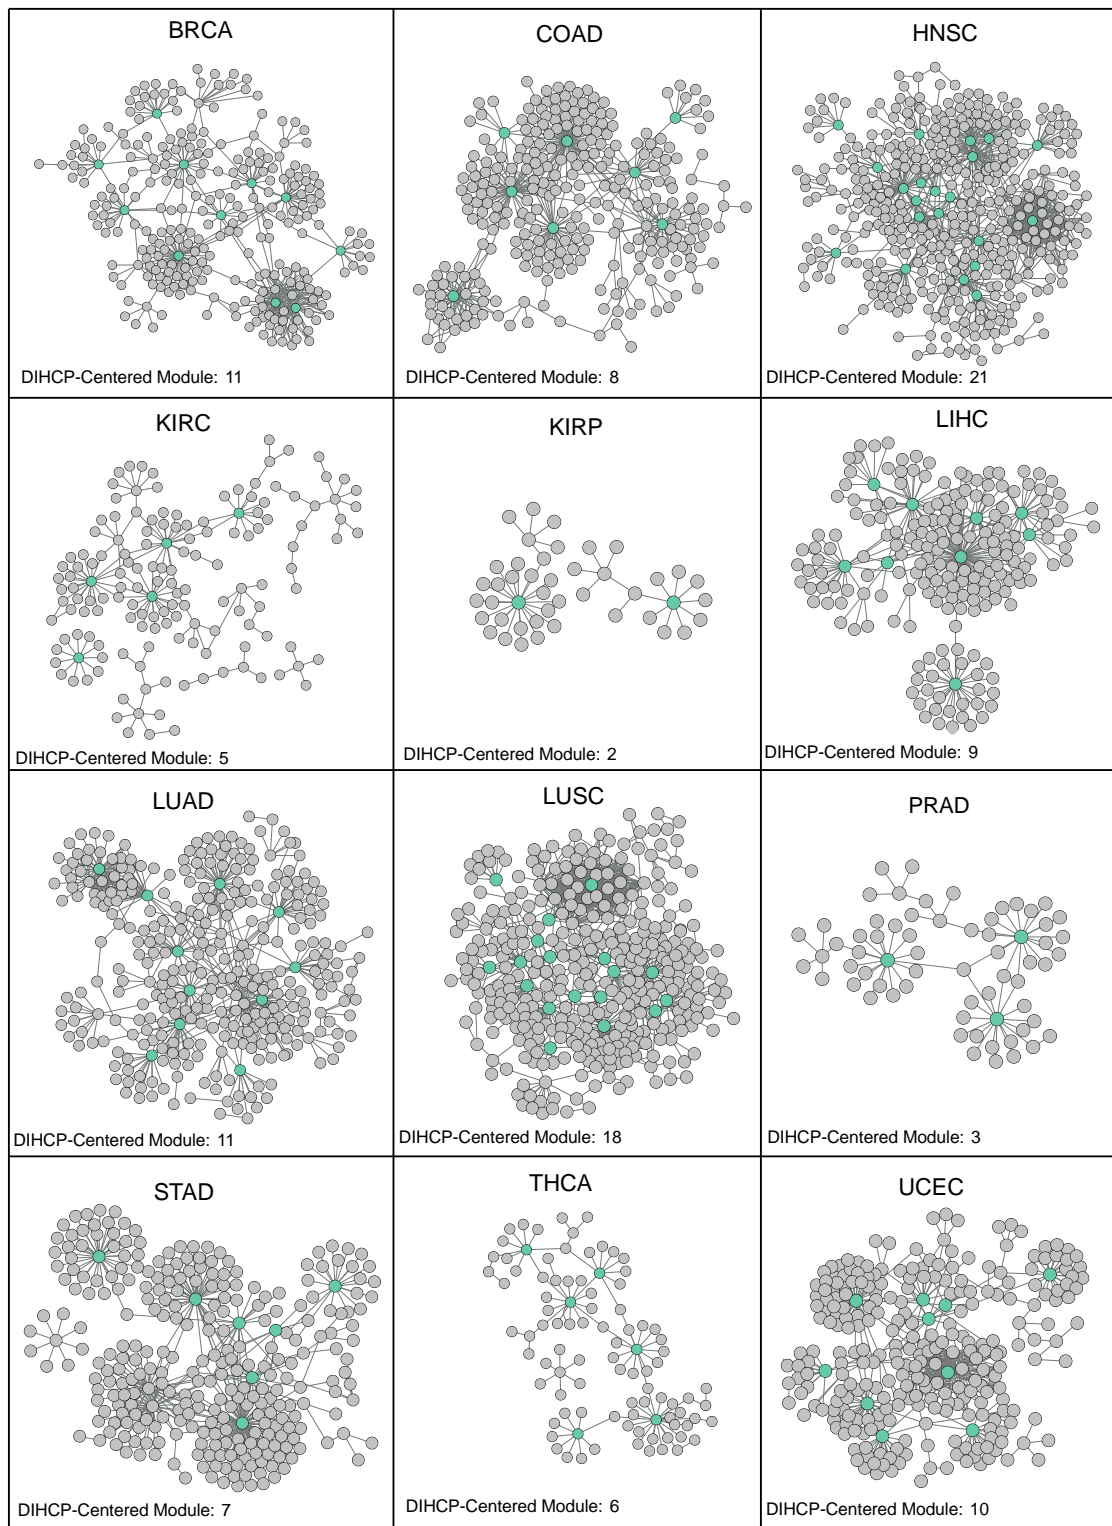 BRCA
COAD
HNSC
DIHCP-Centered Module: 11
DIHCP-Centered Module: 8
DIHCP-Centered Module: 21
KIRC
KIRP
LIHC
DIHCP-Centered Module: 5
DIHCP-Centered Module: 2
DIHCP-Centered Module: 9
LUAD
LUSC
PRAD
DIHCP-Centered Module: 11
DIHCP-Centered Module: 18
DIHCP-Centered Module: 3
STAD
THCA
UCEC
DIHCP-Centered Module: 7
DIHCP-Centered Module: 6
DIHCP-Centered Module: 10